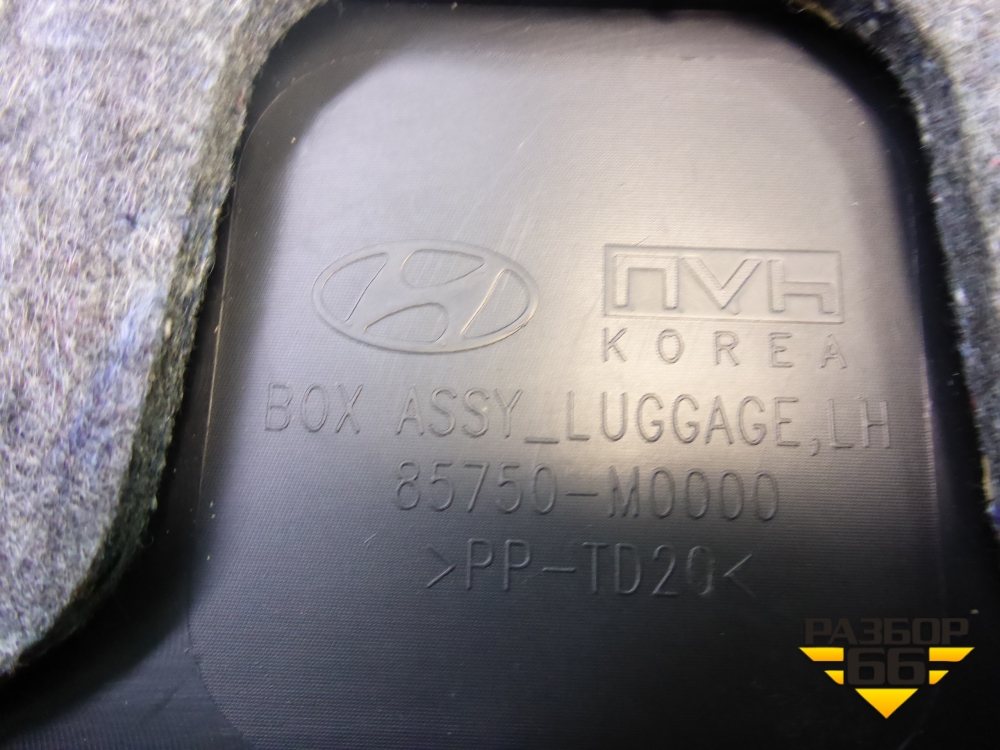 NVH
KOREA
BOX ASSY_LUGGAGE,LH
85750-M0000
>PP-TD20<
РАЗБОР
66